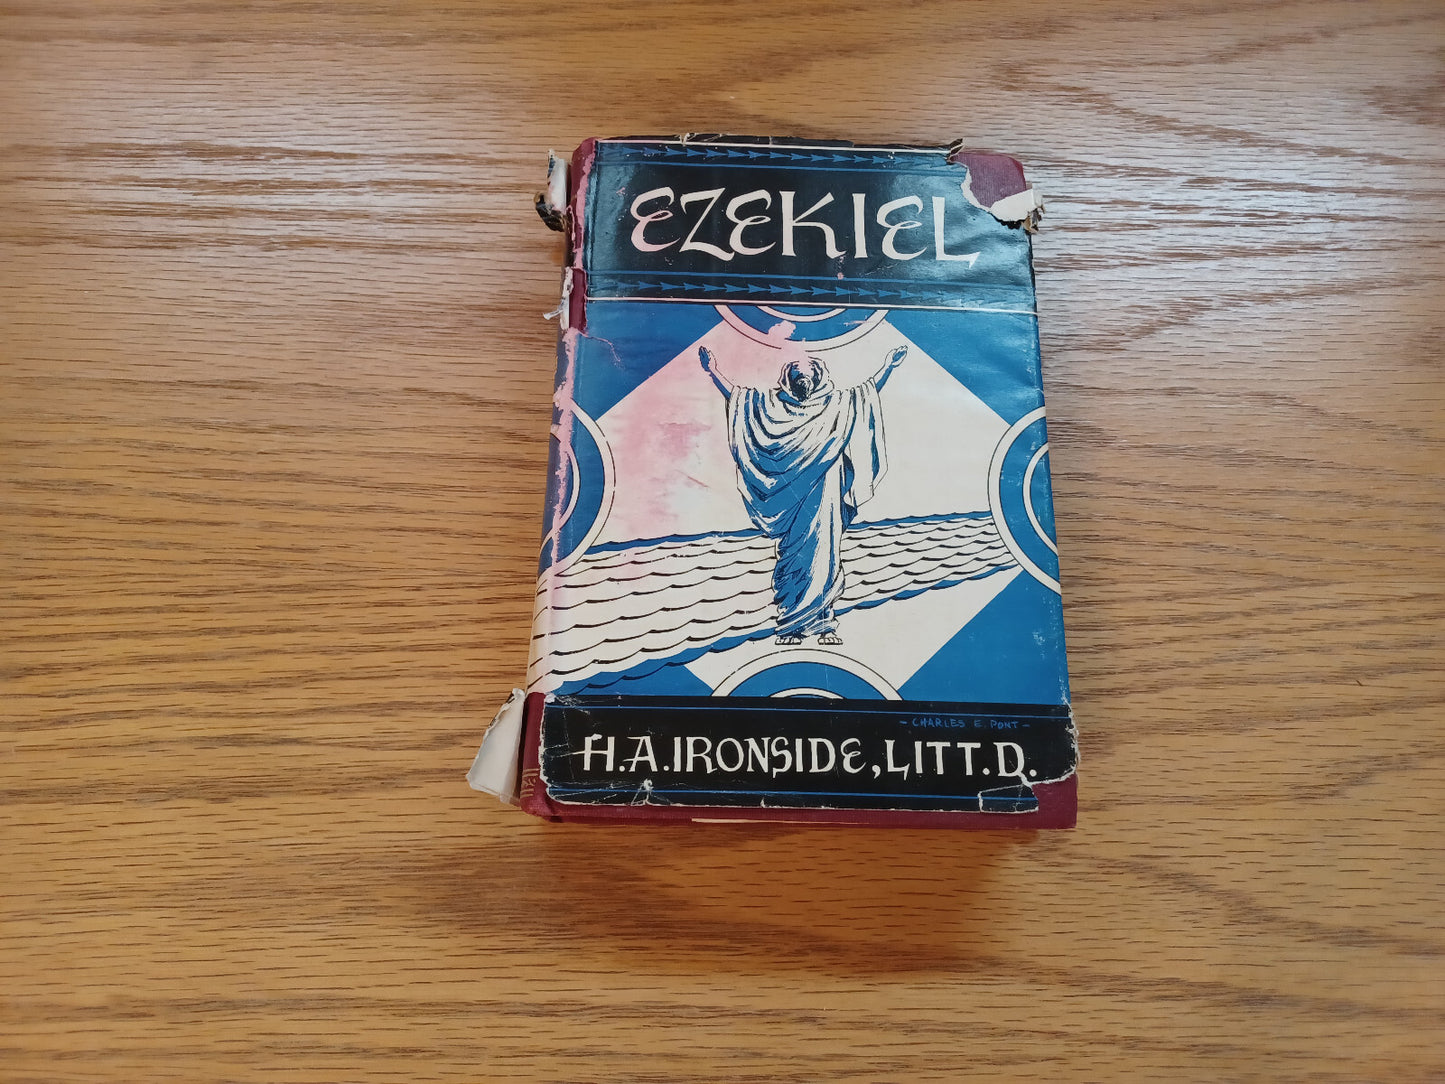 EZEKIEL
- CHARLES E. PONT -
H.A. IRONSIDE, LITT.D.